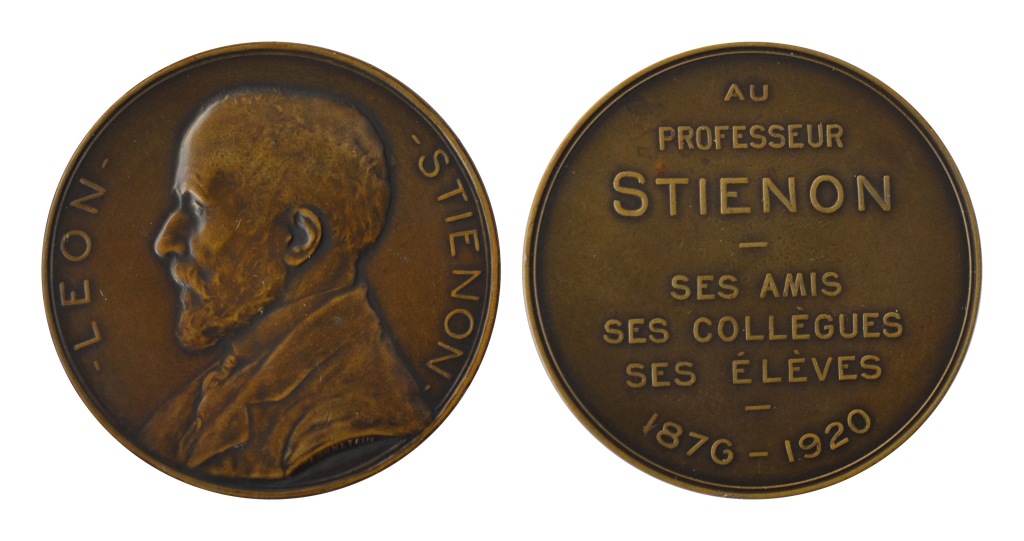 - LEON -
- STIENON -
AU
PROFESSEUR
STIENON
—
SES AMIS
SES COLLÈGUES
SES ÉLÈVES
—
1876 - 1920